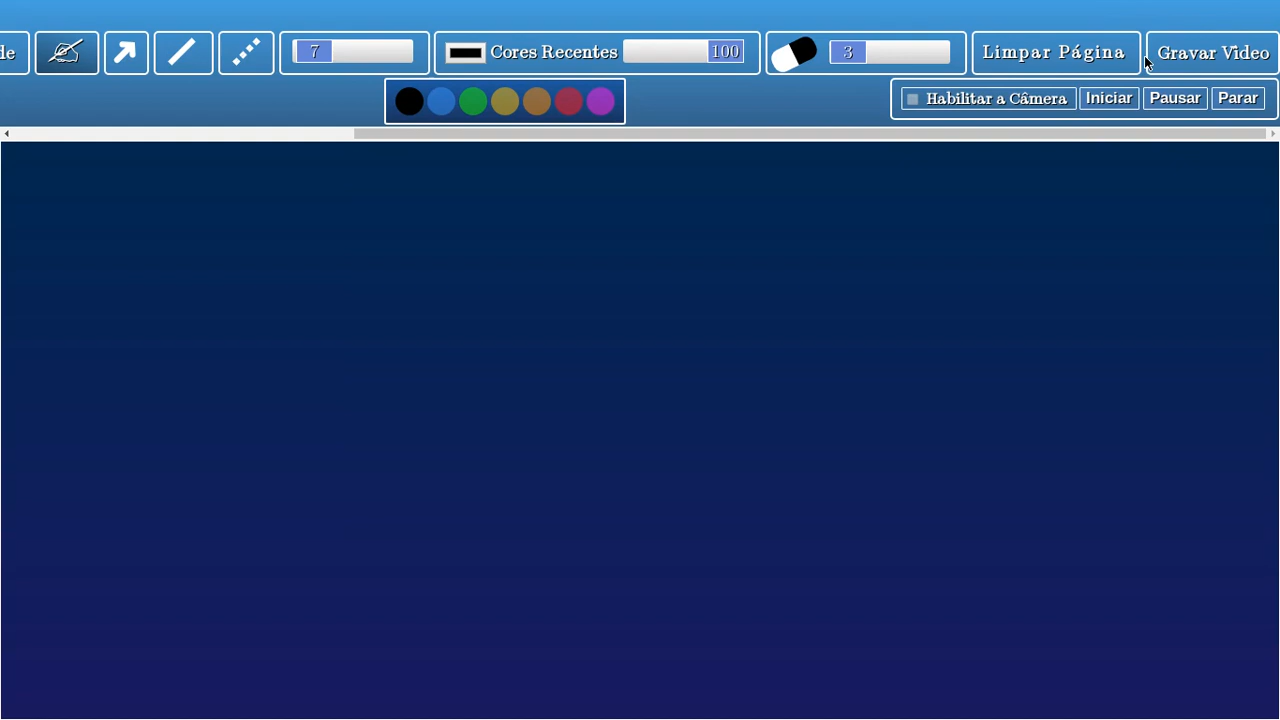 de 7 Cores Recentes 100 3 Limpar Página Gravar Video
Habilitar a Câmera Iniciar Pausar Parar